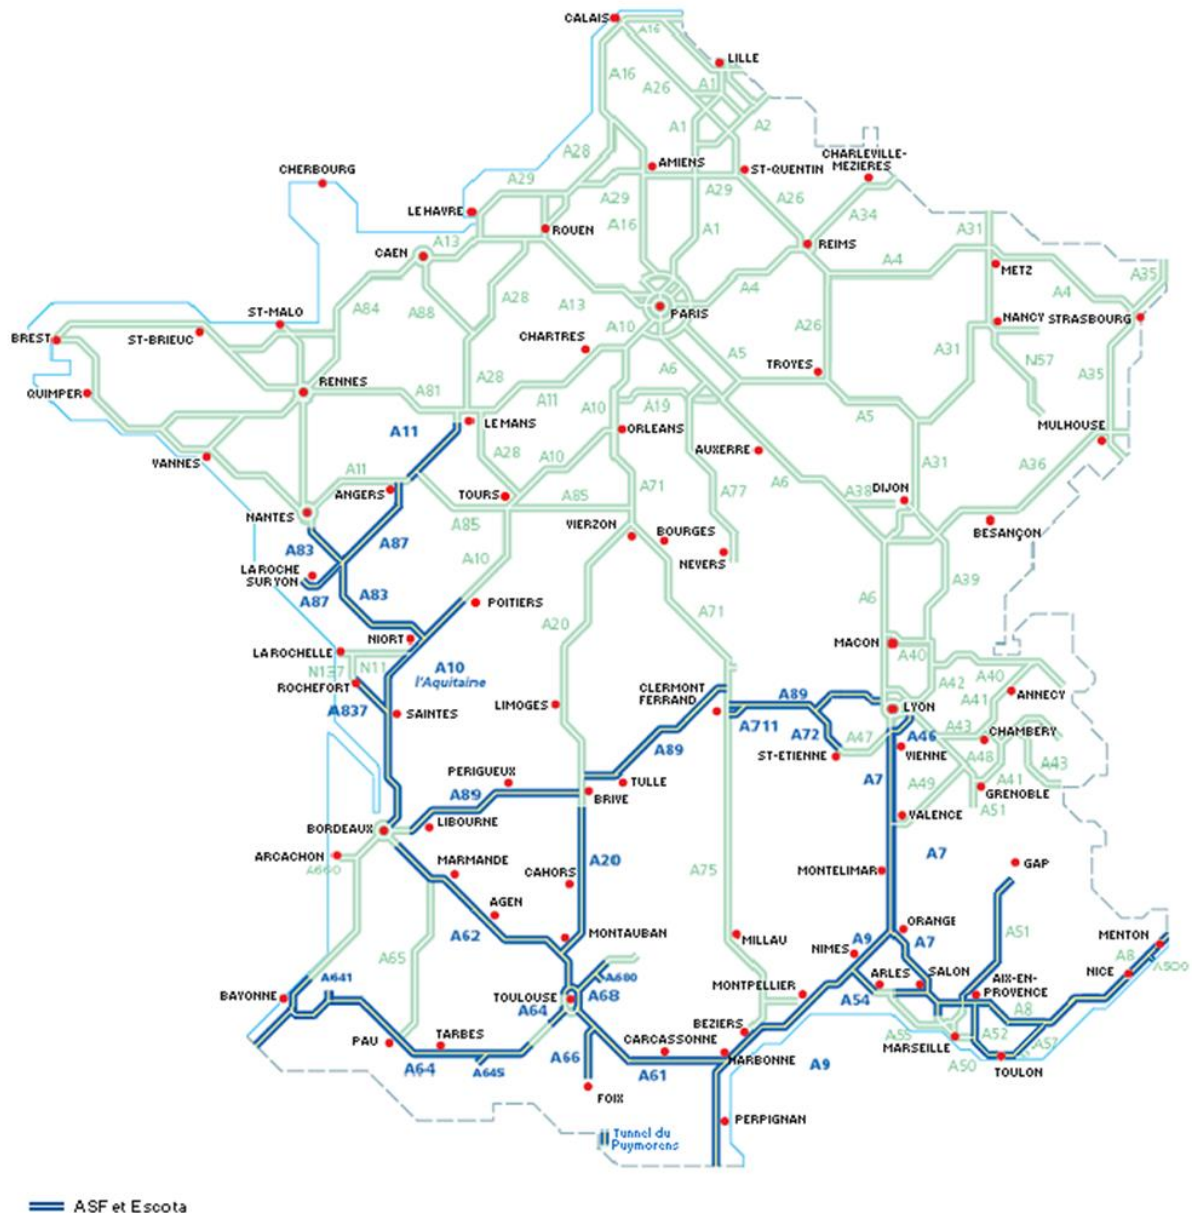 CALAIS
A16
LILLE
A16
A26
A1
A1
A2
CHARLEVILLE-
MEZIERES
A28
AMIENS
ST-QUENTIN
CHERBOURG
A29
A29
A29
A26
A34
LE HAVRE
A16
A1
ROUEN
REIMS
A31
CAEN
A13
A4
METZ
A35
A4
A4
A84
A88
A28
A13
ST-MALO
PARIS
NANCY
STRASBOURG
BREST
ST-BRIEUC
CHARTRES
A10
A26
A5
A31
N57
TROYES
A6
A35
QUIMPER
RENNES
A81
A28
A11
A10
A19
A5
A11
LE MANS
ORLEANS
MULHOUSE
AUXERRE
VANNES
A28
A10
A31
A36
A11
ANGERS
TOURS
A71
A77
A6
A38
DIJON
A85
NANTES
A85
VIERZON
BOURGES
BESANÇON
A83
A87
A10
NEVERS
LA ROCHE
SUR YON
A87
A83
A39
A6
POITIERS
A20
A71
NIORT
MACON
LA ROCHELLE
A40
N137
N11
A10
l'Aquitaine
A42
A40
ROCHEFORT
CLERMONT
FERRAND
A89
A41
ANNECY
A837
SAINTES
LIMOGES
LYON
A711
A72
A46
A43
CHAMBERY
A89
A47
ST-ETIENNE
VIENNE
A48
A43
PERIGUEUX
TULLE
A7
A49
A41
GRENOBLE
A89
BRIVE
A51
LIBOURNE
VALENCE
BORDEAUX
ARCACHON
MARMANDE
A20
A7
GAP
A660
CAHORS
A75
MONTELIMAR
AGEN
ORANGE
A62
MONTAUBAN
MILLAU
A9
A7
A51
MENTON
NIMES
A8
A65
A641
A680
ARLES
SALON
AIX-EN-
PROVENCE
NICE
A500
BAYONNE
TOULOUSE
A68
MONTPELLIER
A54
A64
A8
BEZIERS
A55
A52
PAU
TARBES
CARCASSONNE
MARSEILLE
A57
A66
NARBONNE
A9
A50
TOULON
A64
A645
A61
FOIX
PERPIGNAN
Tunnel du
Puymorens
ASF et Escota